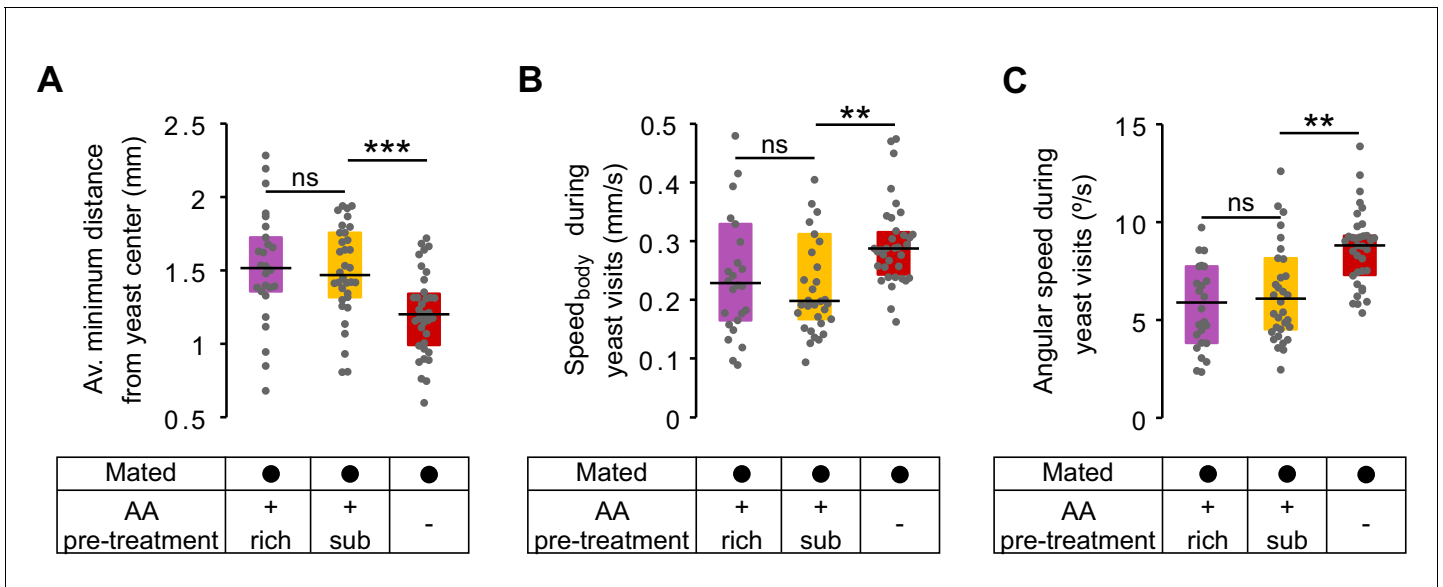 A
Av. minimum distance
from yeast center (mm)
2.5
2
1.5
1
0.5
ns
***
Mated ● ● ●
AA + + -
pre-treatment rich sub
B
Speedbody during
yeast visits (mm/s)
0.5
0.4
0.3
0.2
0.1
0
ns
**
Mated ● ● ●
AA + + -
pre-treatment rich sub
C
Angular speed during
yeast visits (º/s)
15
10
5
0
ns
**
Mated ● ● ●
AA + + -
pre-treatment rich sub